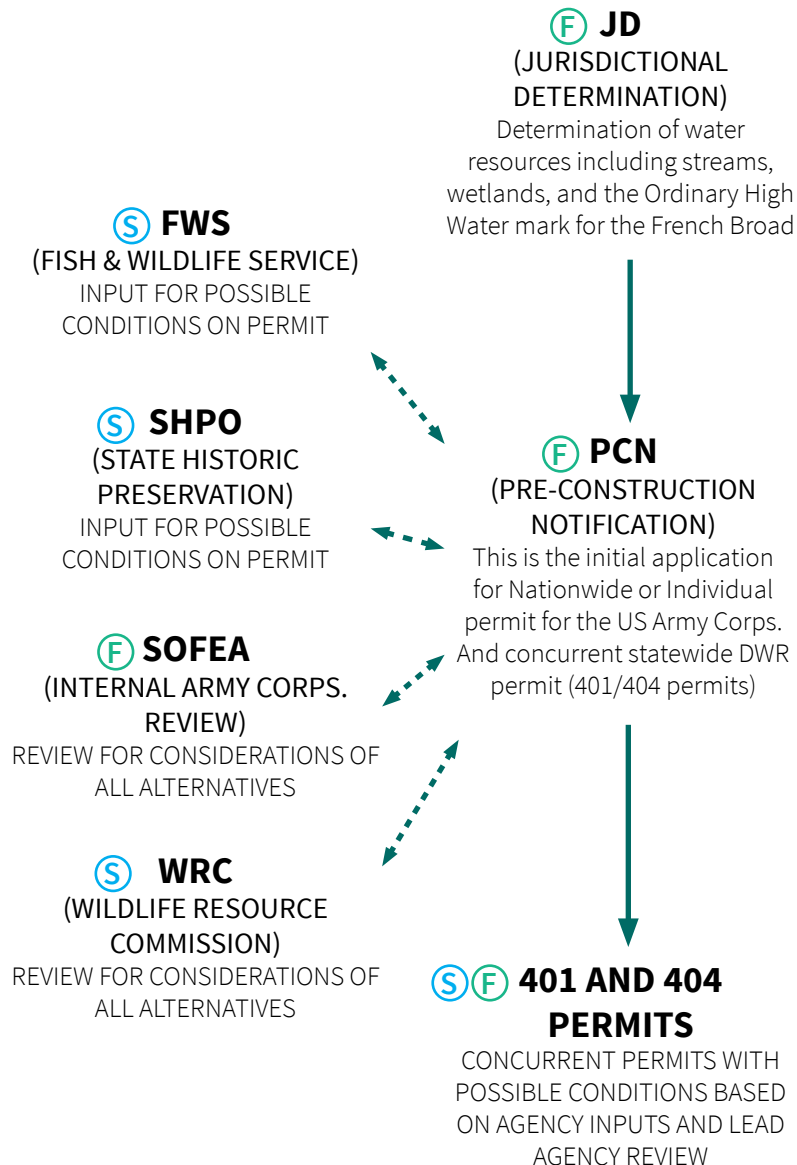 F JD
(JURISDICTIONAL
DETERMINATION)
Determination of water
resources including streams,
wetlands, and the Ordinary High
Water mark for the French Broad
S FWS
(FISH & WILDLIFE SERVICE)
INPUT FOR POSSIBLE
CONDITIONS ON PERMIT
S SHPO
(STATE HISTORIC
PRESERVATION)
INPUT FOR POSSIBLE
CONDITIONS ON PERMIT
F SOFEA
(INTERNAL ARMY CORPS.
REVIEW)
REVIEW FOR CONSIDERATIONS OF
ALL ALTERNATIVES
S WRC
(WILDLIFE RESOURCE
COMMISSION)
REVIEW FOR CONSIDERATIONS OF
ALL ALTERNATIVES
F PCN
(PRE-CONSTRUCTION
NOTIFICATION)
This is the initial application
for Nationwide or Individual
permit for the US Army Corps.
And concurrent statewide DWR
permit (401/404 permits)
S F 401 AND 404
PERMITS
CONCURRENT PERMITS WITH
POSSIBLE CONDITIONS BASED
ON AGENCY INPUTS AND LEAD
AGENCY REVIEW